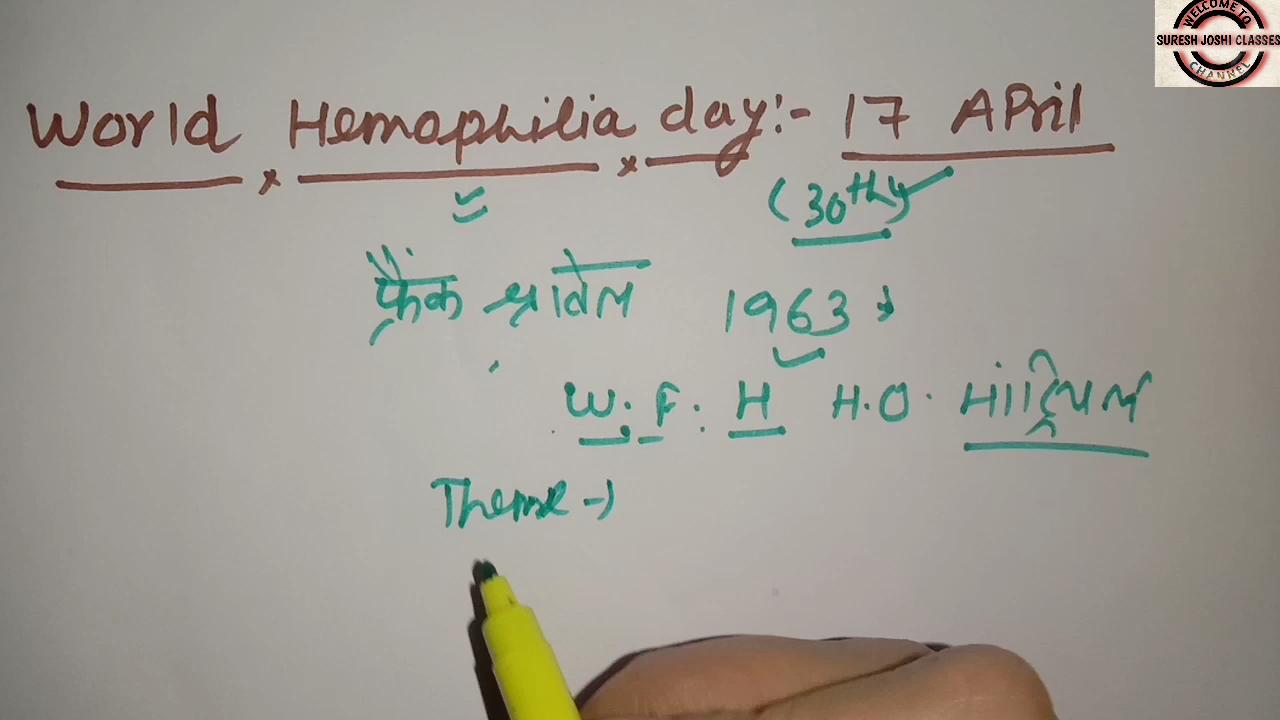 WELCOME TO
SURESH JOSHI CLASSES
CHANNEL
World Hemophilia day:- 17 APril
(30th)
फ्रैंक श्नाबेल 1963
W. F. H H.O. मांट्रियल
Theme →